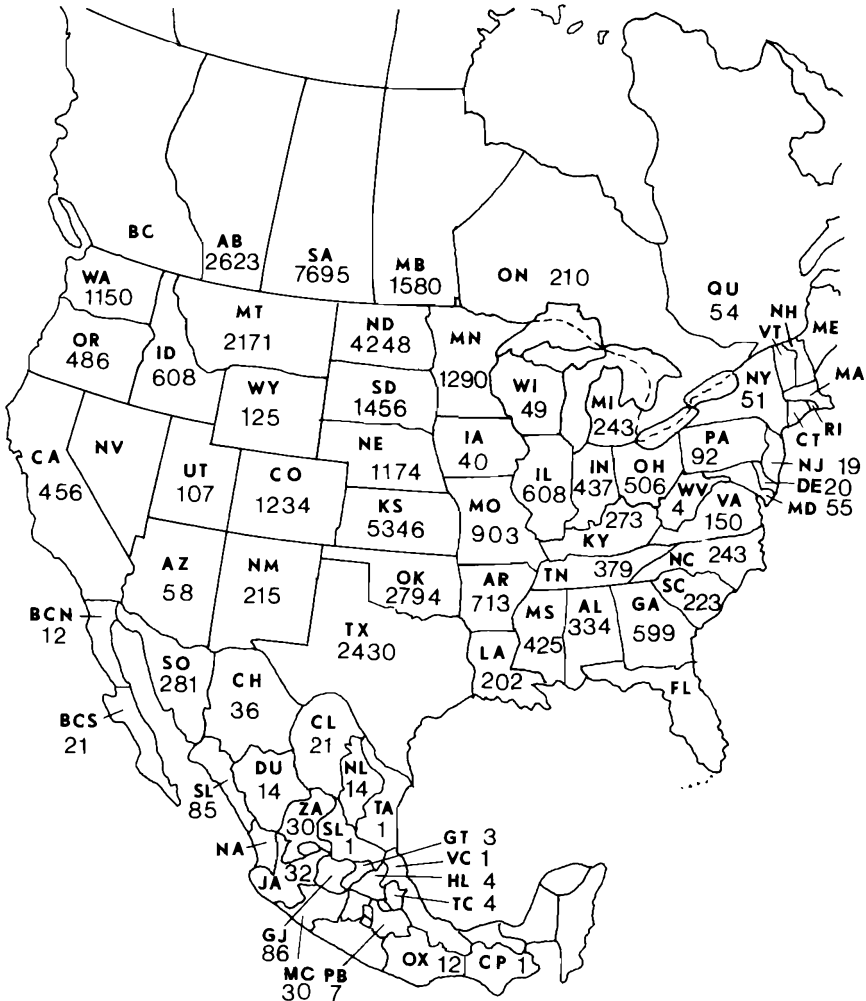 BC
AB
2623
SA
7695
MB
1580
ON 210
QU
54
WA
1150
MT
2171
ND
4248
MN
1290
NH
VT
ME
OR
486
ID
608
WY
125
SD
1456
WI
49
MI
243
NY
51
MA
RI
CT
CA
456
NV
UT
107
CO
1234
NE
1174
IA
40
IL
608
IN
437
OH
506
PA
92
NJ 19
DE 20
MD 55
WV
4
VA
150
KS
5346
MO
903
273
KY
AZ
58
NM
215
OK
2794
AR
713
TN 379
NC 243
SC
223
BCN
12
TX
2430
MS
425
AL
334
GA
599
LA
202
FL
SO
281
CH
36
BCS
21
CL
21
DU
14
NL
14
SL
85
ZA
30
SL
1
TA
1
GT 3
VC 1
HL 4
TC 4
NA
32
JA
GJ
86
MC
30
PB
7
OX 12
CP 1